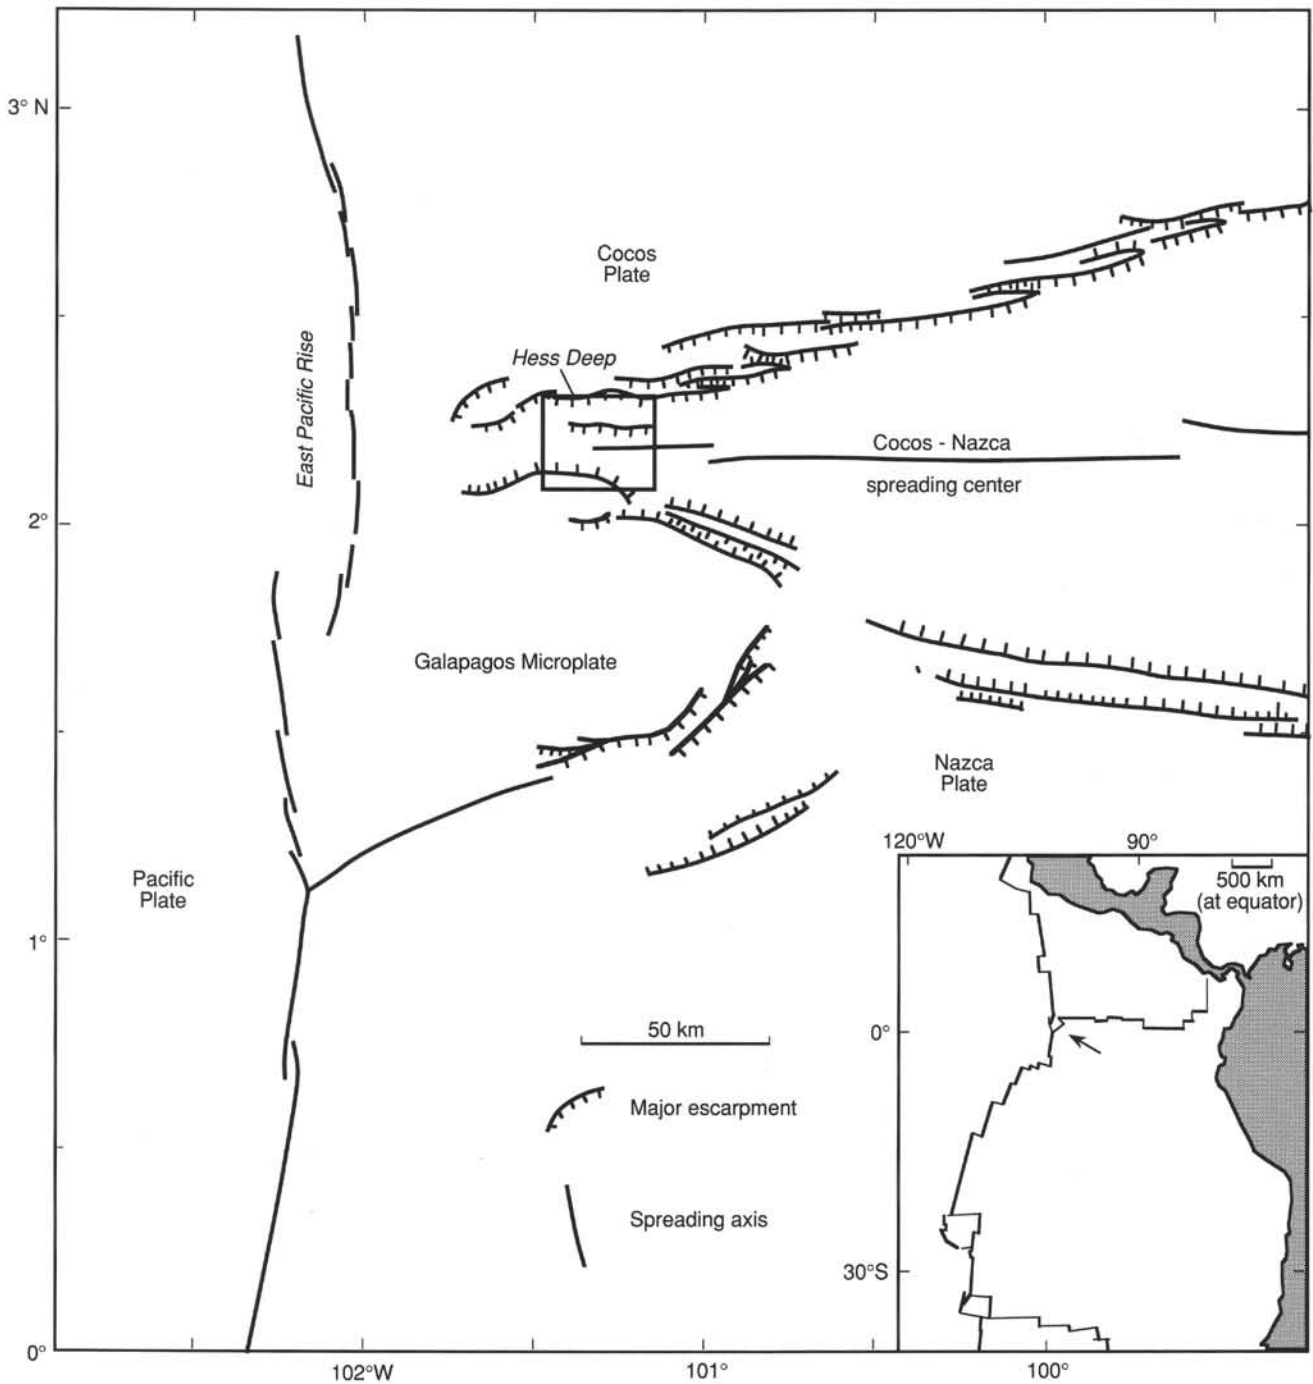 3° N
Cocos
Plate
Hess Deep
East Pacific Rise
Cocos - Nazca
spreading center
2°
Galapagos Microplate
Nazca
Plate
Pacific
Plate
120°W
90°
500 km
(at equator)
1°
50 km
0°
Major escarpment
Spreading axis
30°S
0°
102°W
101°
100°